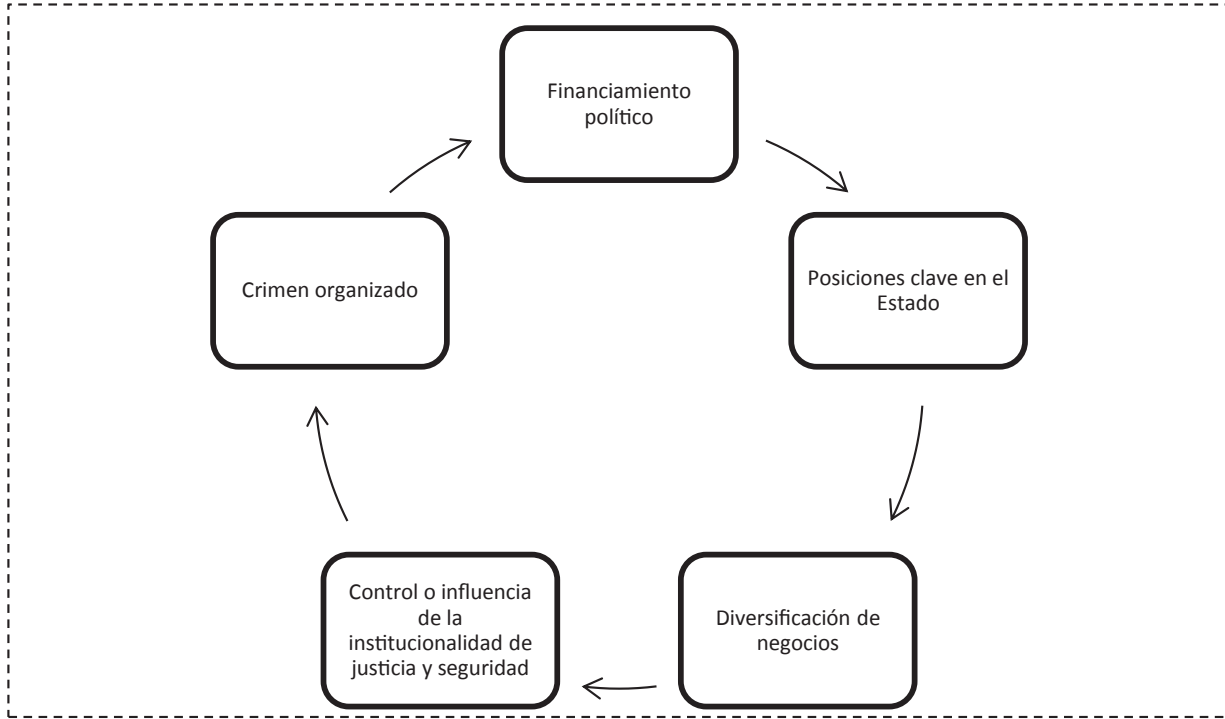 Financiamiento
político
Crimen organizado
Posiciones clave en el
Estado
Control o influencia
de la
institucionalidad de
justicia y seguridad
Diversificación de
negocios